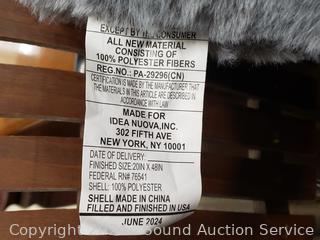 EXCEPT BY THE CONSUMER
ALL NEW MATERIAL
CONSISTING OF
100% POLYESTER FIBERS
REG.NO.: PA-29296(CN)
CERTIFICATION IS MADE BY THE MANUFACTURER THAT
THE MATERIALS IN THIS ARTICLE ARE DESCRIBED IN
ACCORDANCE WITH LAW
MADE FOR
IDEA NUOVA,INC.
302 FIFTH AVE
NEW YORK, NY 10001
DATE OF DELIVERY:
FINISHED SIZE:20IN X 48IN
FEDERAL RN# 76541
SHELL: 100% POLYESTER
SHELL MADE IN CHINA
FILLED AND FINISHED IN USA
JUNE 2024
Sound Auction Service